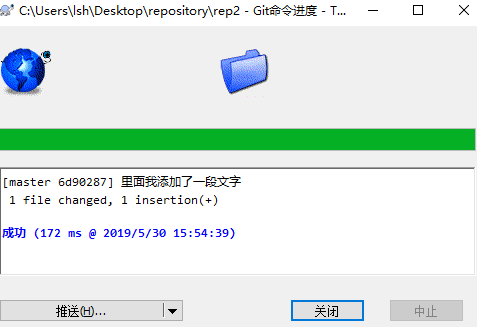 C:\Users\lsh\Desktop\repository\rep2 - Git命令进度 - T...
[master 6d90287] 里面我添加了一段文字
1 file changed, 1 insertion(+)
成功 (172 ms @ 2019/5/30 15:54:39)
推送(H)...
关闭
中止